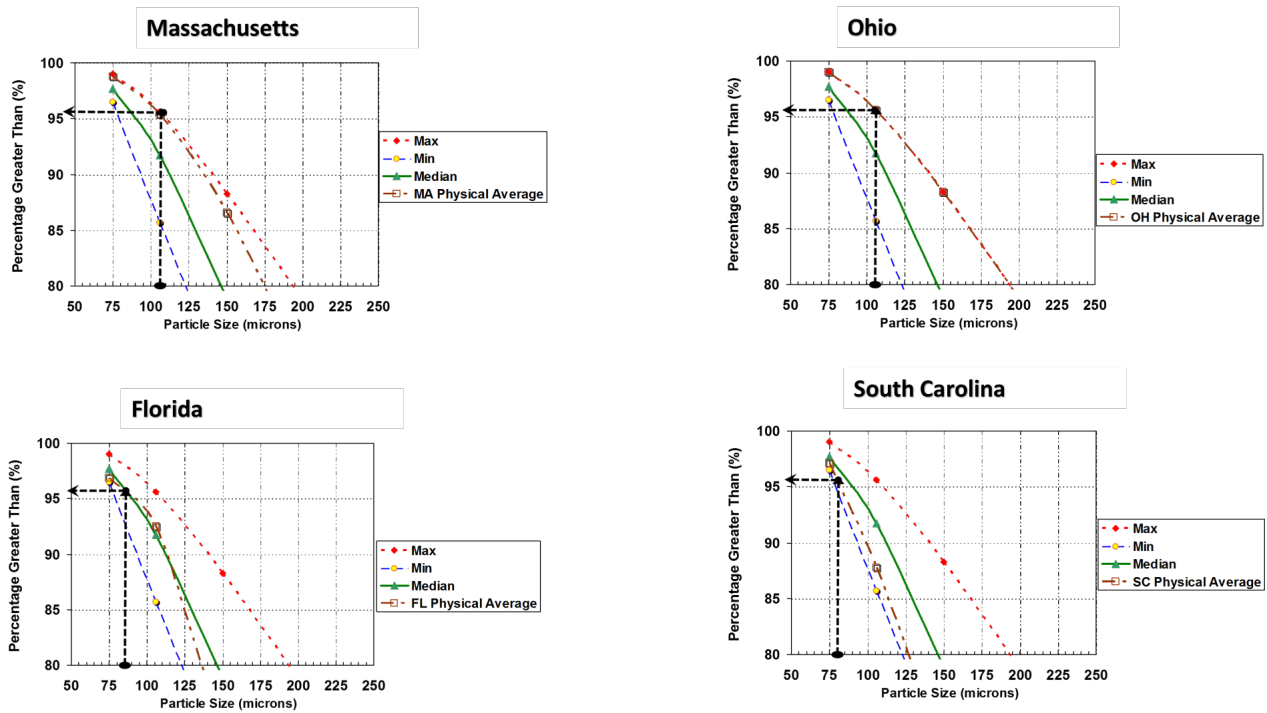 Massachusetts
Percentage Greater Than (%)
100
95
90
85
80
50 75 100 125 150 175 200 225 250
Particle Size (microns)
Max
Min
Median
MA Physical Average
Ohio
Percentage Greater Than (%)
100
95
90
85
80
50 75 100 125 150 175 200 225 250
Particle Size (microns)
Max
Min
Median
OH Physical Average
Florida
Percentage Greater Than (%)
100
95
90
85
80
50 75 100 125 150 175 200 225 250
Particle Size (microns)
Max
Min
Median
FL Physical Average
South Carolina
Percentage Greater Than (%)
100
95
90
85
80
50 75 100 125 150 175 200 225 250
Particle Size (microns)
Max
Min
Median
SC Physical Average